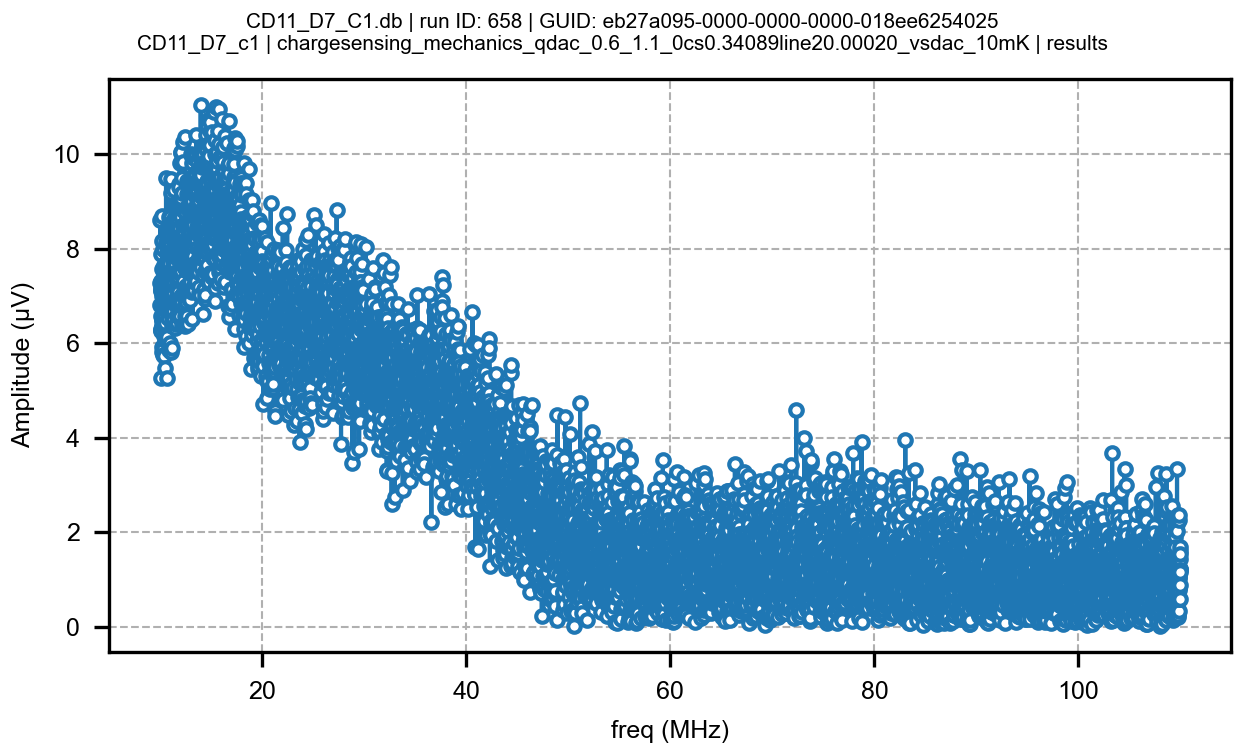 CD11_D7_C1.db | run ID: 658 | GUID: eb27a095-0000-0000-0000-018ee6254025
CD11_D7_c1 | chargesensing_mechanics_qdac_0.6_1.1_0cs0.34089line20.00020_vsdac_10mK | results
Amplitude (μV)
10
8
6
4
2
0
20 40 60 80 100
freq (MHz)